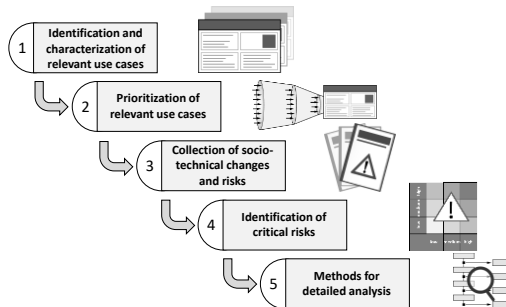 1
Identification and
characterization of
relevant use cases
2
Prioritization of
relevant use cases
3
Collection of socio-
technical changes
and risks
4
Identification of
critical risks
5
Methods for
detailed analysis